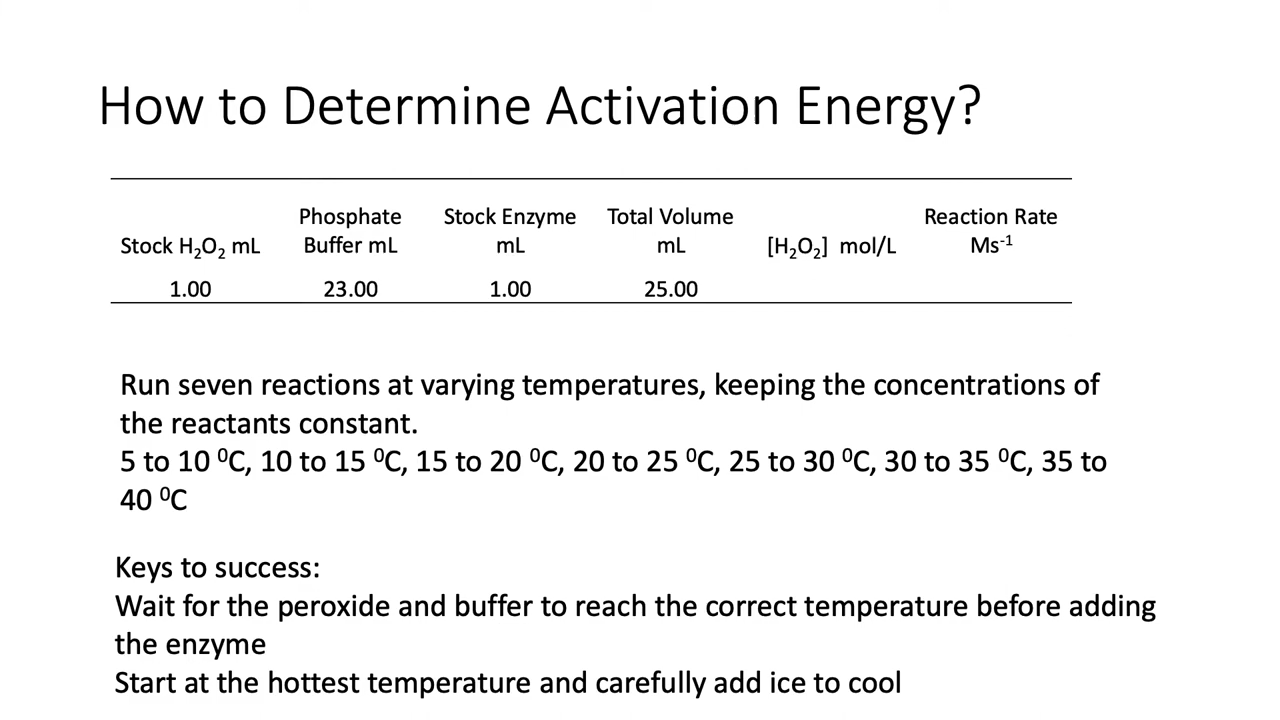 How to Determine Activation Energy?
Phosphate Stock Enzyme Total Volume Reaction Rate
Stock H₂O₂ mL Buffer mL mL mL [H₂O₂] mol/L Ms⁻¹
1.00 23.00 1.00 25.00
Run seven reactions at varying temperatures, keeping the concentrations of
the reactants constant.
5 to 10 ⁰C, 10 to 15 ⁰C, 15 to 20 ⁰C, 20 to 25 ⁰C, 25 to 30 ⁰C, 30 to 35 ⁰C, 35 to
40 ⁰C
Keys to success:
Wait for the peroxide and buffer to reach the correct temperature before adding
the enzyme
Start at the hottest temperature and carefully add ice to cool